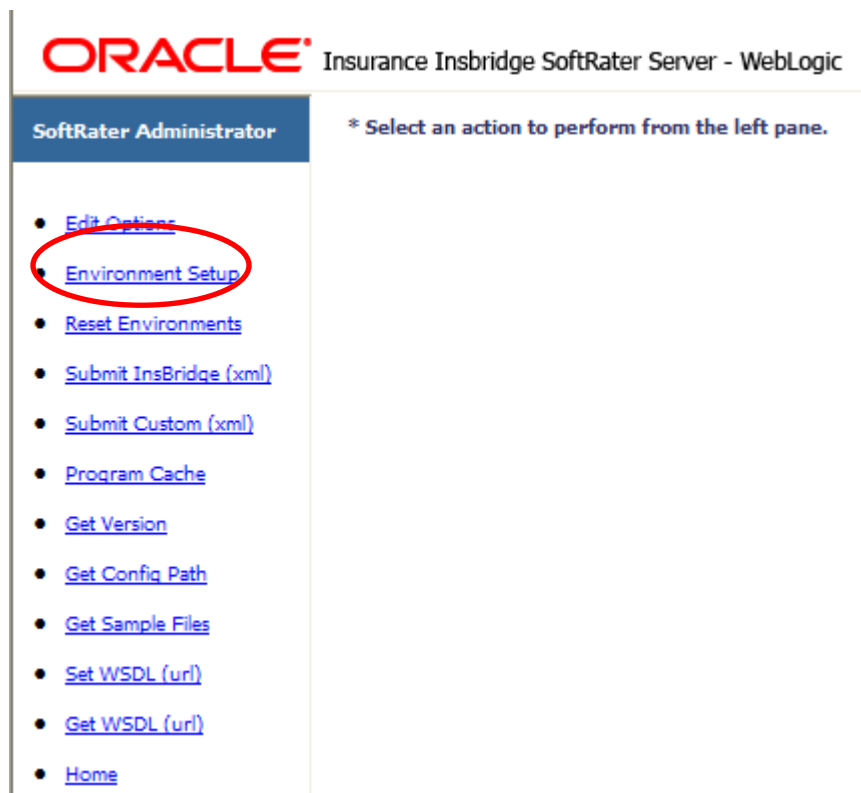 ORACLE Insurance Insbridge SoftRater Server - WebLogic
SoftRater Administrator
* Select an action to perform from the left pane.
Edit Options
Environment Setup
Reset Environments
Submit InsBridge (xml)
Submit Custom (xml)
Program Cache
Get Version
Get Config Path
Get Sample Files
Set WSDL (url)
Get WSDL (url)
Home